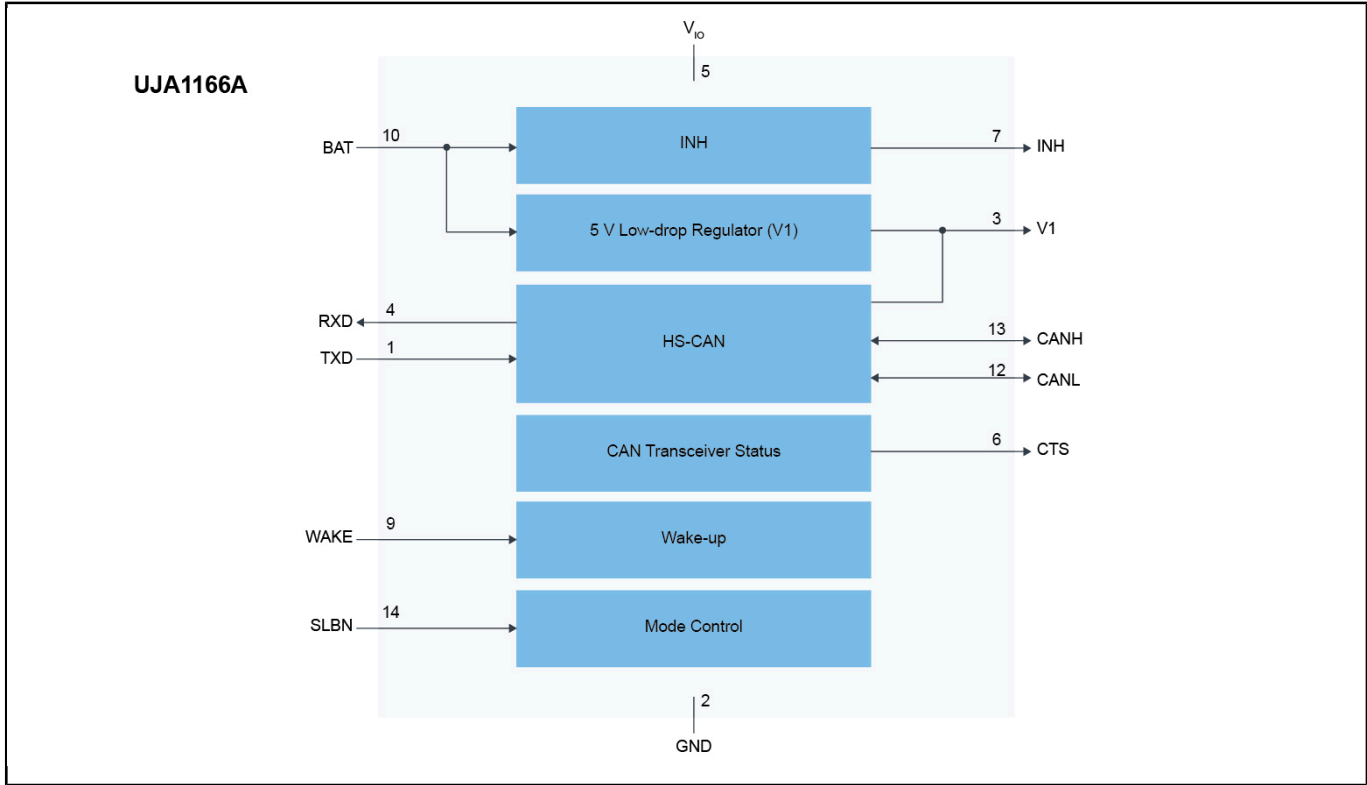 V_IO
5
UJA1166A
BAT
10
INH
7
INH
5 V Low-drop Regulator (V1)
3
V1
RXD
4
TXD
1
HS-CAN
13
CANH
12
CANL
CAN Transceiver Status
6
CTS
WAKE
9
Wake-up
SLBN
14
Mode Control
2
GND